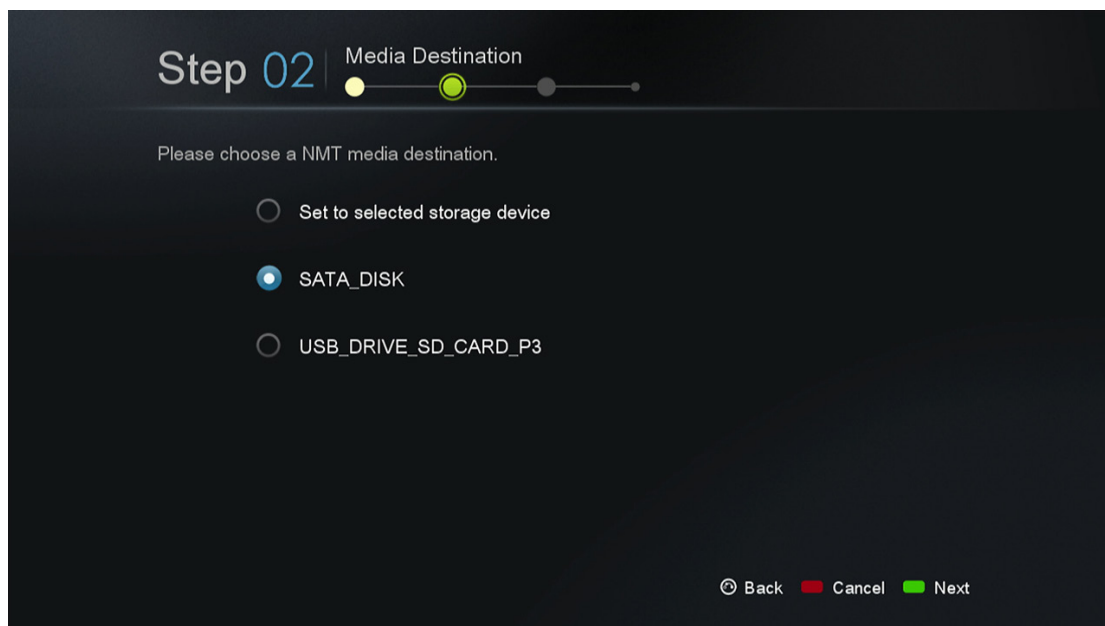 Step 02
Media Destination
Please choose a NMT media destination.
Set to selected storage device
SATA_DISK
USB_DRIVE_SD_CARD_P3
Back Cancel Next